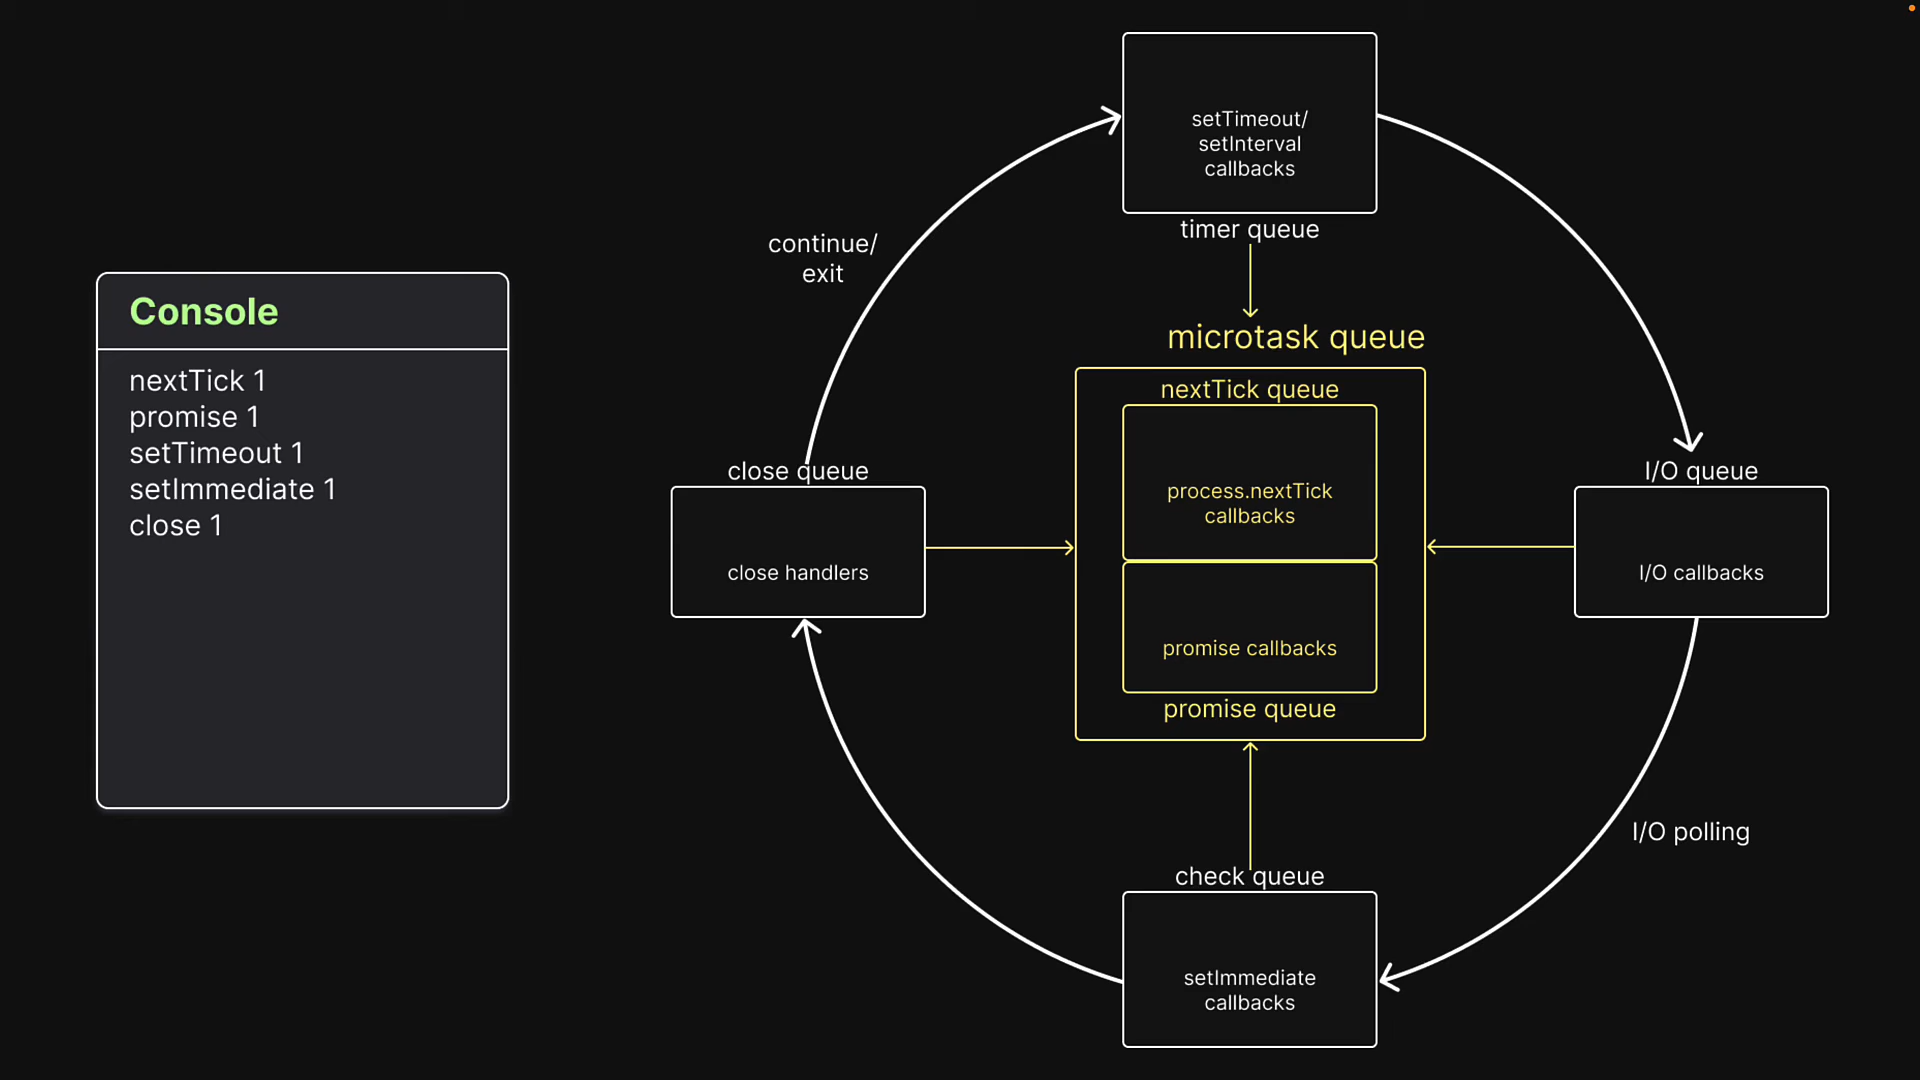 Console
nextTick 1
promise 1
setTimeout 1
setImmediate 1
close 1
continue/
exit
setTimeout/
setInterval
callbacks
timer queue
microtask queue
nextTick queue
process.nextTick
callbacks
promise callbacks
promise queue
close queue
close handlers
I/O queue
I/O callbacks
I/O polling
check queue
setImmediate
callbacks